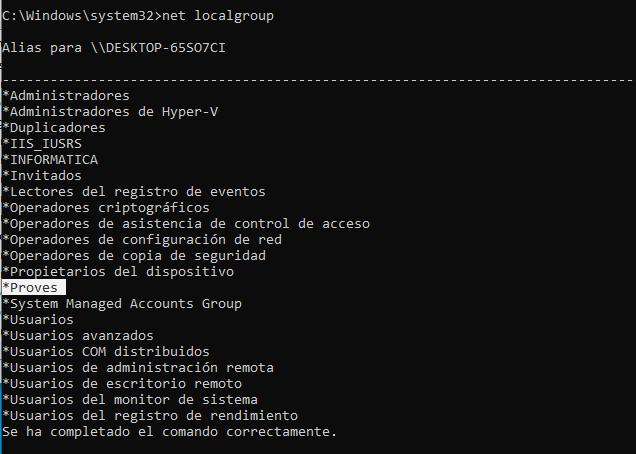 C:\Windows\system32>net localgroup
Alias para \\DESKTOP-65SO7CI
-------------------------------------------------------------------------------
*Administradores
*Administradores de Hyper-V
*Duplicadores
*IIS_IUSRS
*INFORMATICA
*Invitados
*Lectores del registro de eventos
*Operadores criptográficos
*Operadores de asistencia de control de acceso
*Operadores de configuración de red
*Operadores de copia de seguridad
*Propietarios del dispositivo
*Proves
*System Managed Accounts Group
*Usuarios
*Usuarios avanzados
*Usuarios COM distribuidos
*Usuarios de administración remota
*Usuarios de escritorio remoto
*Usuarios del monitor de sistema
*Usuarios del registro de rendimiento
Se ha completado el comando correctamente.